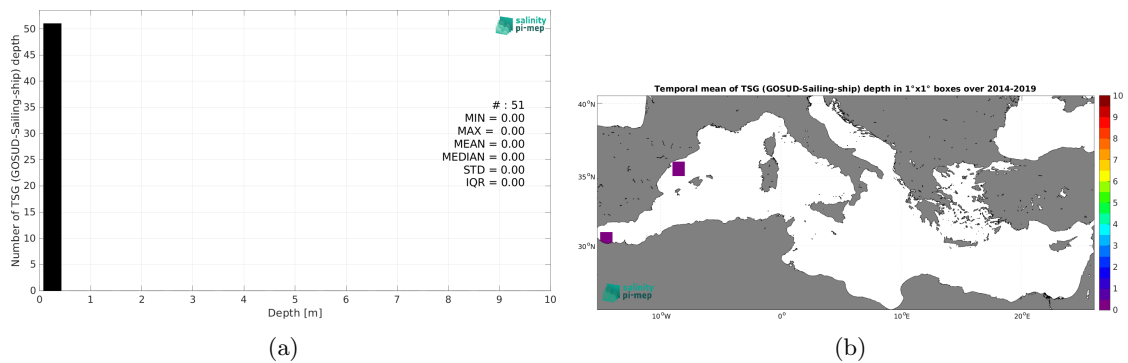 50
45
40
35
30
25
20
15
10
5
0
Number of TSG (GOSUD-Sailing-ship) depth
salinity
pi-mep
# : 51
MIN = 0.00
MAX = 0.00
MEAN = 0.00
MEDIAN = 0.00
STD = 0.00
IQR = 0.00
0 1 2 3 4 5 6 7 8 9 10
Depth [m]
(a)
Temporal mean of TSG (GOSUD-Sailing-ship) depth in 1°x1° boxes over 2014-2019
40°N
35°N
30°N
10°W 0° 10°E 20°E
salinity
pi-mep
10
9
8
7
6
5
4
3
2
1
0
(b)